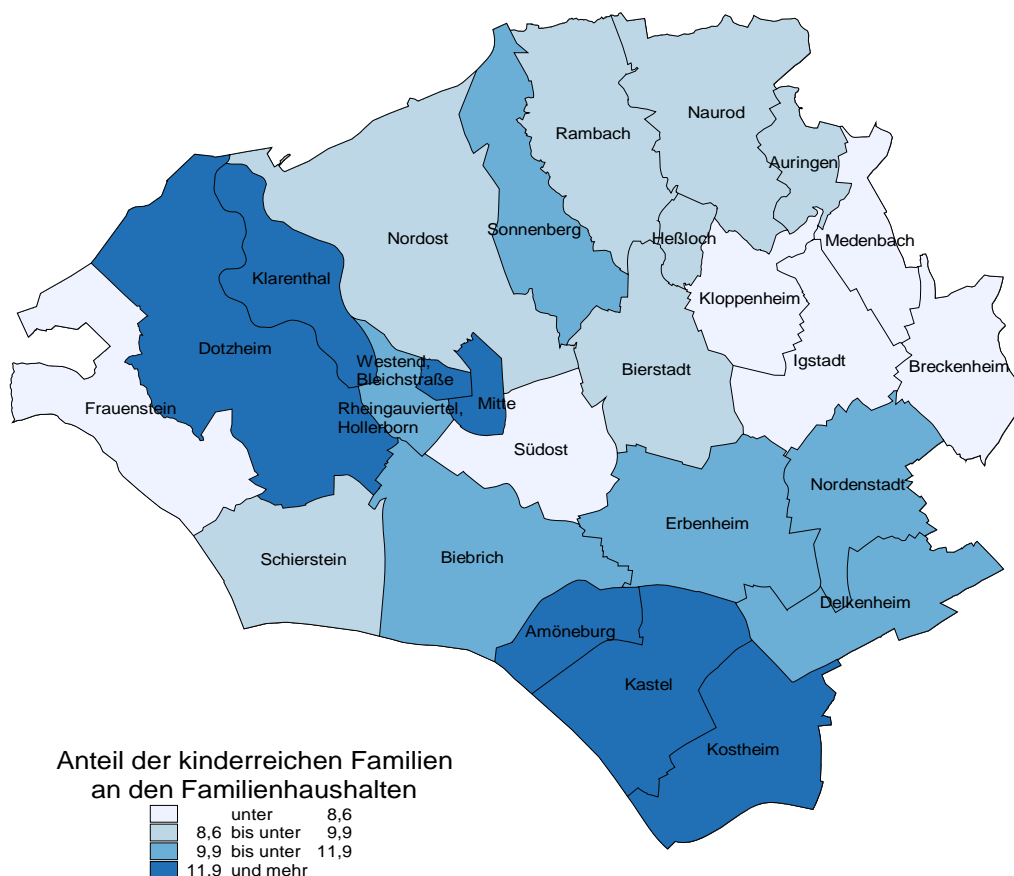 Rambach
Naurod
Auringen
Nordost
Sonnenberg
Heßloch
Medenbach
Klarenthal
Kloppenheim
Dotzheim
Westend,
Bleichstraße
Bierstadt
Igstadt
Breckenheim
Frauenstein
Rheingauviertel,
Hollerborn
Mitte
Südost
Nordenstadt
Erbenheim
Schierstein
Biebrich
Delkenheim
Amöneburg
Kastel
Kostheim
Anteil der kinderreichen Familien
an den Familienhaushalten
unter 8,6
8,6 bis unter 9,9
9,9 bis unter 11,9
11,9 und mehr